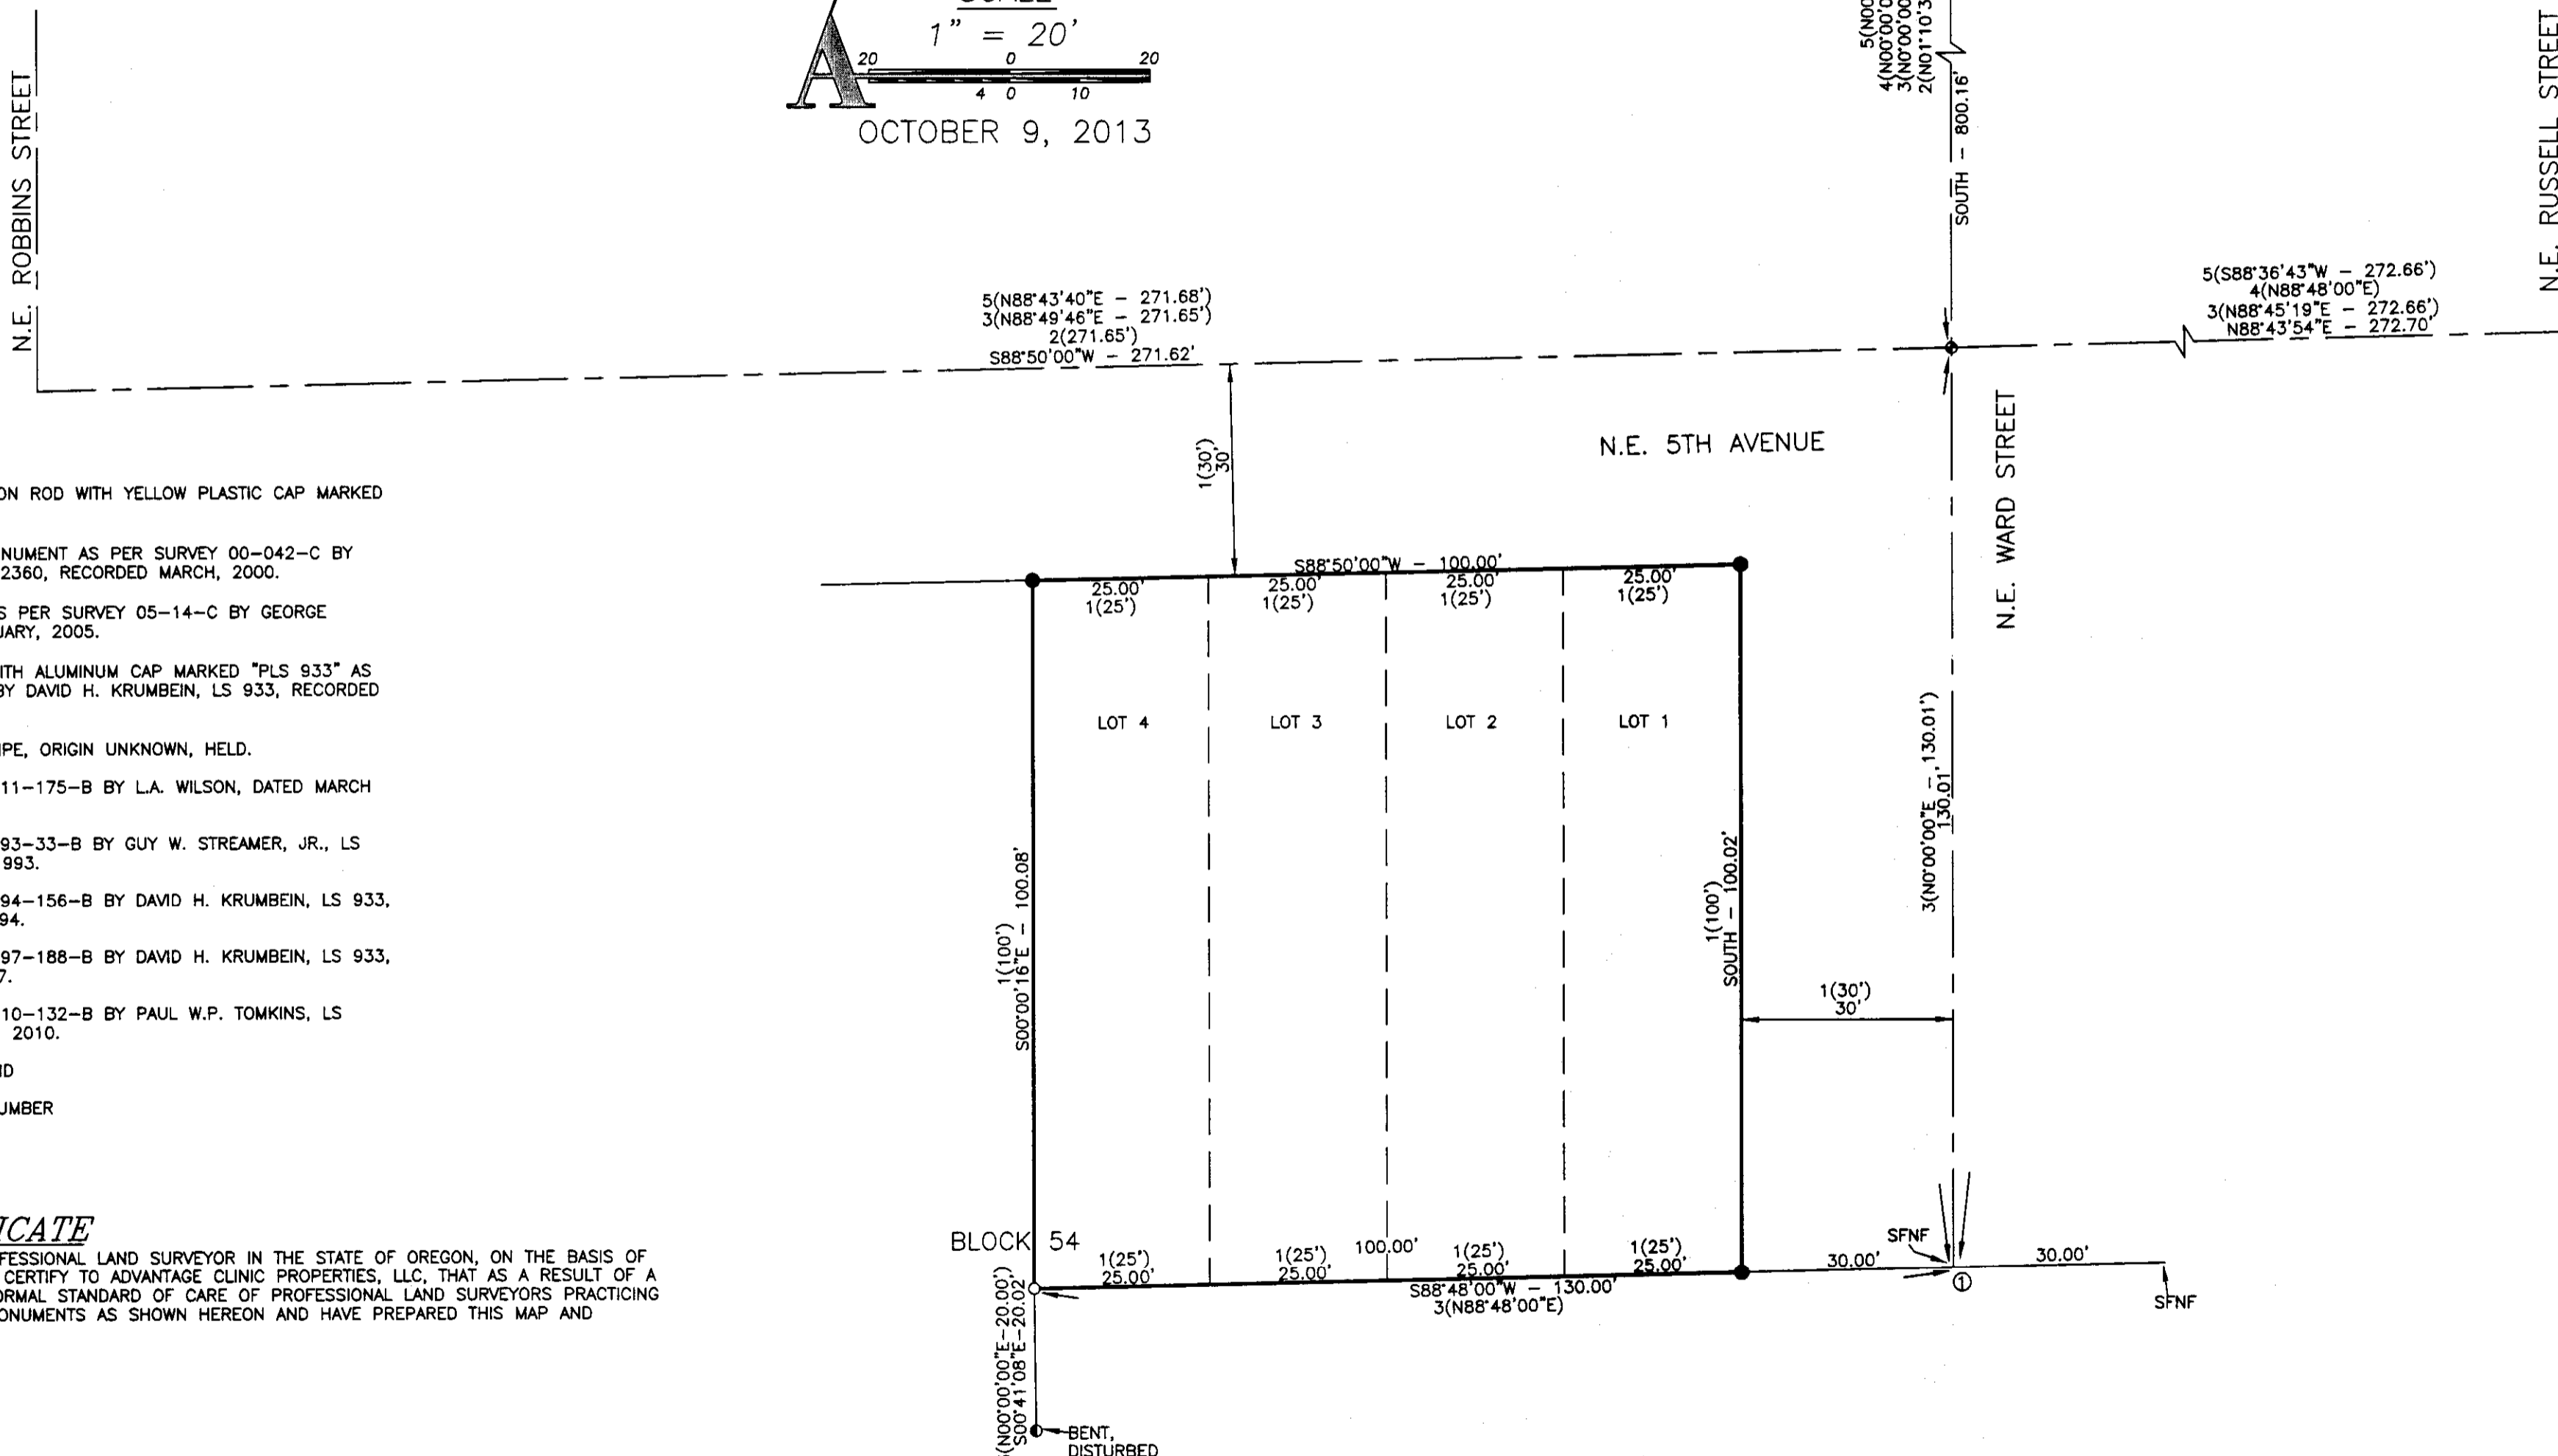 1" = 20'
20 0 20
4 0 10
OCTOBER 9, 2013
N.E. ROBBINS STREET
5(N00
4(N00°00'0
3(N0°00'00
2(N01°10'3
SOUTH - 800.16'
N.E. RUSSELL STREET
5(N88°43'40"E - 271.68')
3(N88°49'46"E - 271.65')
2(271.65')
S88°50'00"W - 271.62'
5(S88°36'43"W - 272.66')
4(N88°48'00"E)
3(N88°45'19"E - 272.66')
N88°43'54"E - 272.70'
1(30')
30'
N.E. 5TH AVENUE
N.E. WARD STREET
ON ROD WITH YELLOW PLASTIC CAP MARKED
NUMENT AS PER SURVEY 00-042-C BY
2360, RECORDED MARCH, 2000.
S PER SURVEY 05-14-C BY GEORGE
UARY, 2005.
ITH ALUMINUM CAP MARKED "PLS 933" AS
BY DAVID H. KRUMBEIN, LS 933, RECORDED
IPE, ORIGIN UNKNOWN, HELD.
11-175-B BY L.A. WILSON, DATED MARCH
93-33-B BY GUY W. STREAMER, JR., LS
993.
94-156-B BY DAVID H. KRUMBEIN, LS 933,
94.
97-188-B BY DAVID H. KRUMBEIN, LS 933,
7.
10-132-B BY PAUL W.P. TOMKINS, LS
2010.
ND
UMBER
S88°50'00"W - 100.00'
25.00' 25.00' 25.00' 25.00'
1(25') 1(25') 1(25') 1(25')
LOT 4 LOT 3 LOT 2 LOT 1
1(100')
S00°00'16"E - 100.08'
1(100')
SOUTH - 100.02'
3(N0°00'00"E - 130.01')
130.01'
1(30')
30'
BLOCK 54
1(25') 1(25') 100.00' 1(25') 1(25')
25.00' 25.00' 25.00' 25.00'
S88°48'00"W - 130.00'
3(N88°48'00"E)
SFNF
30.00' 30.00'
1
SFNF
(N00°00'00"E-20.00')
S00°41'08"E-20.02'
BENT,
DISTURBED
ICATE
FESSIONAL LAND SURVEYOR IN THE STATE OF OREGON, ON THE BASIS OF
CERTIFY TO ADVANTAGE CLINIC PROPERTIES, LLC, THAT AS A RESULT OF A
ORMAL STANDARD OF CARE OF PROFESSIONAL LAND SURVEYORS PRACTICING
ONUMENTS AS SHOWN HEREON AND HAVE PREPARED THIS MAP AND